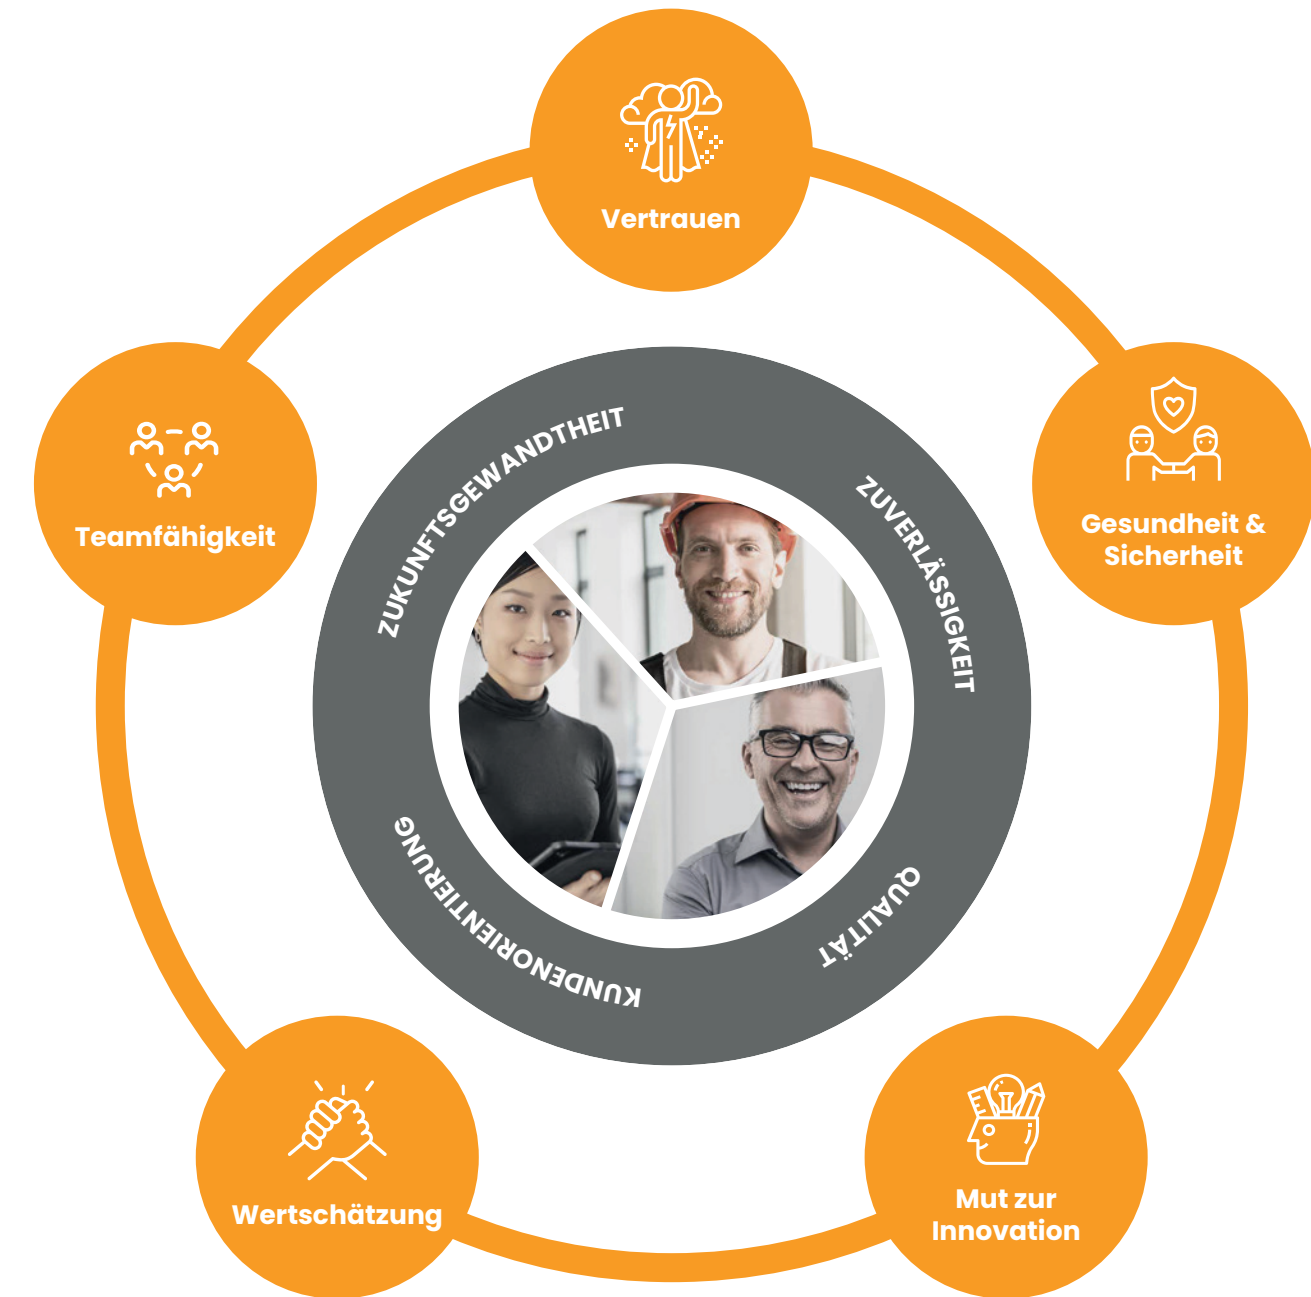 Vertrauen
Gesundheit &
Sicherheit
Mut zur
Innovation
Wertschätzung
Teamfähigkeit
ZUKUNFTSGEWANDTHEIT
ZUVERLÄSSIGKEIT
QUALITÄT
KUNDENORIENTIERUNG